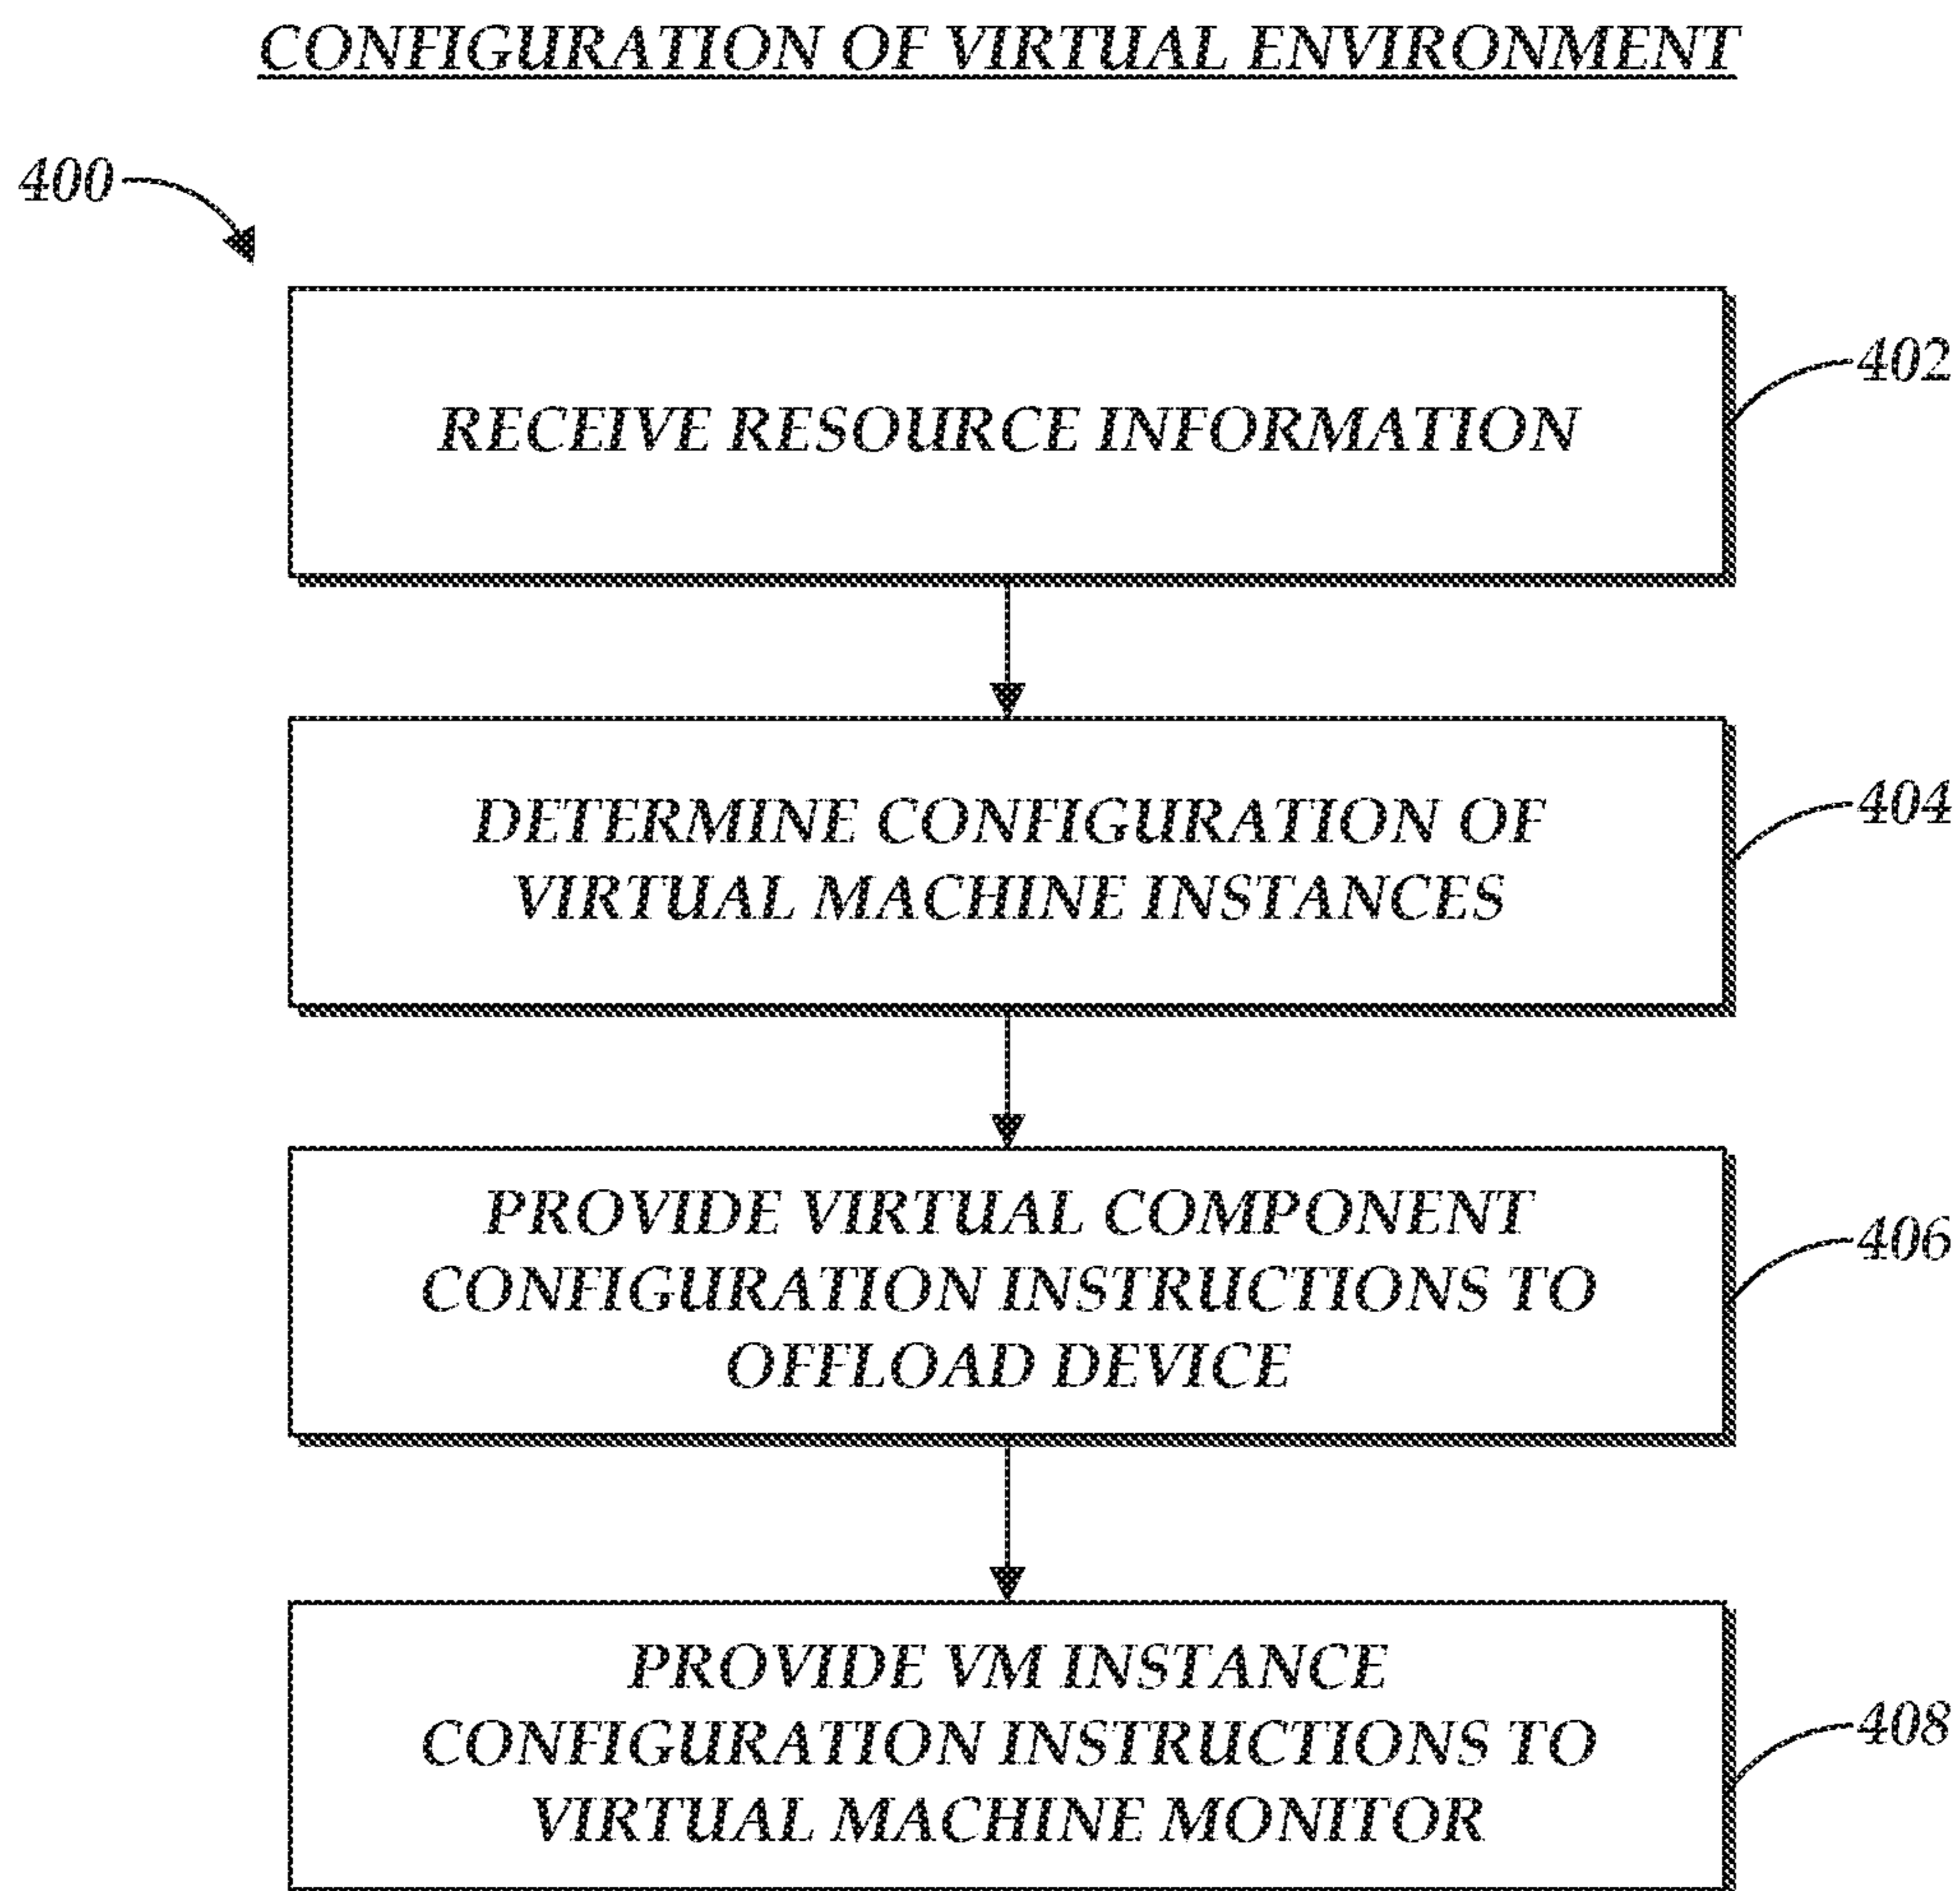 CONFIGURATION OF VIRTUAL ENVIRONMENT
400
RECEIVE RESOURCE INFORMATION
402
DETERMINE CONFIGURATION OF
VIRTUAL MACHINE INSTANCES
404
PROVIDE VIRTUAL COMPONENT
CONFIGURATION INSTRUCTIONS TO
OFFLOAD DEVICE
406
PROVIDE VM INSTANCE
CONFIGURATION INSTRUCTIONS TO
VIRTUAL MACHINE MONITOR
408